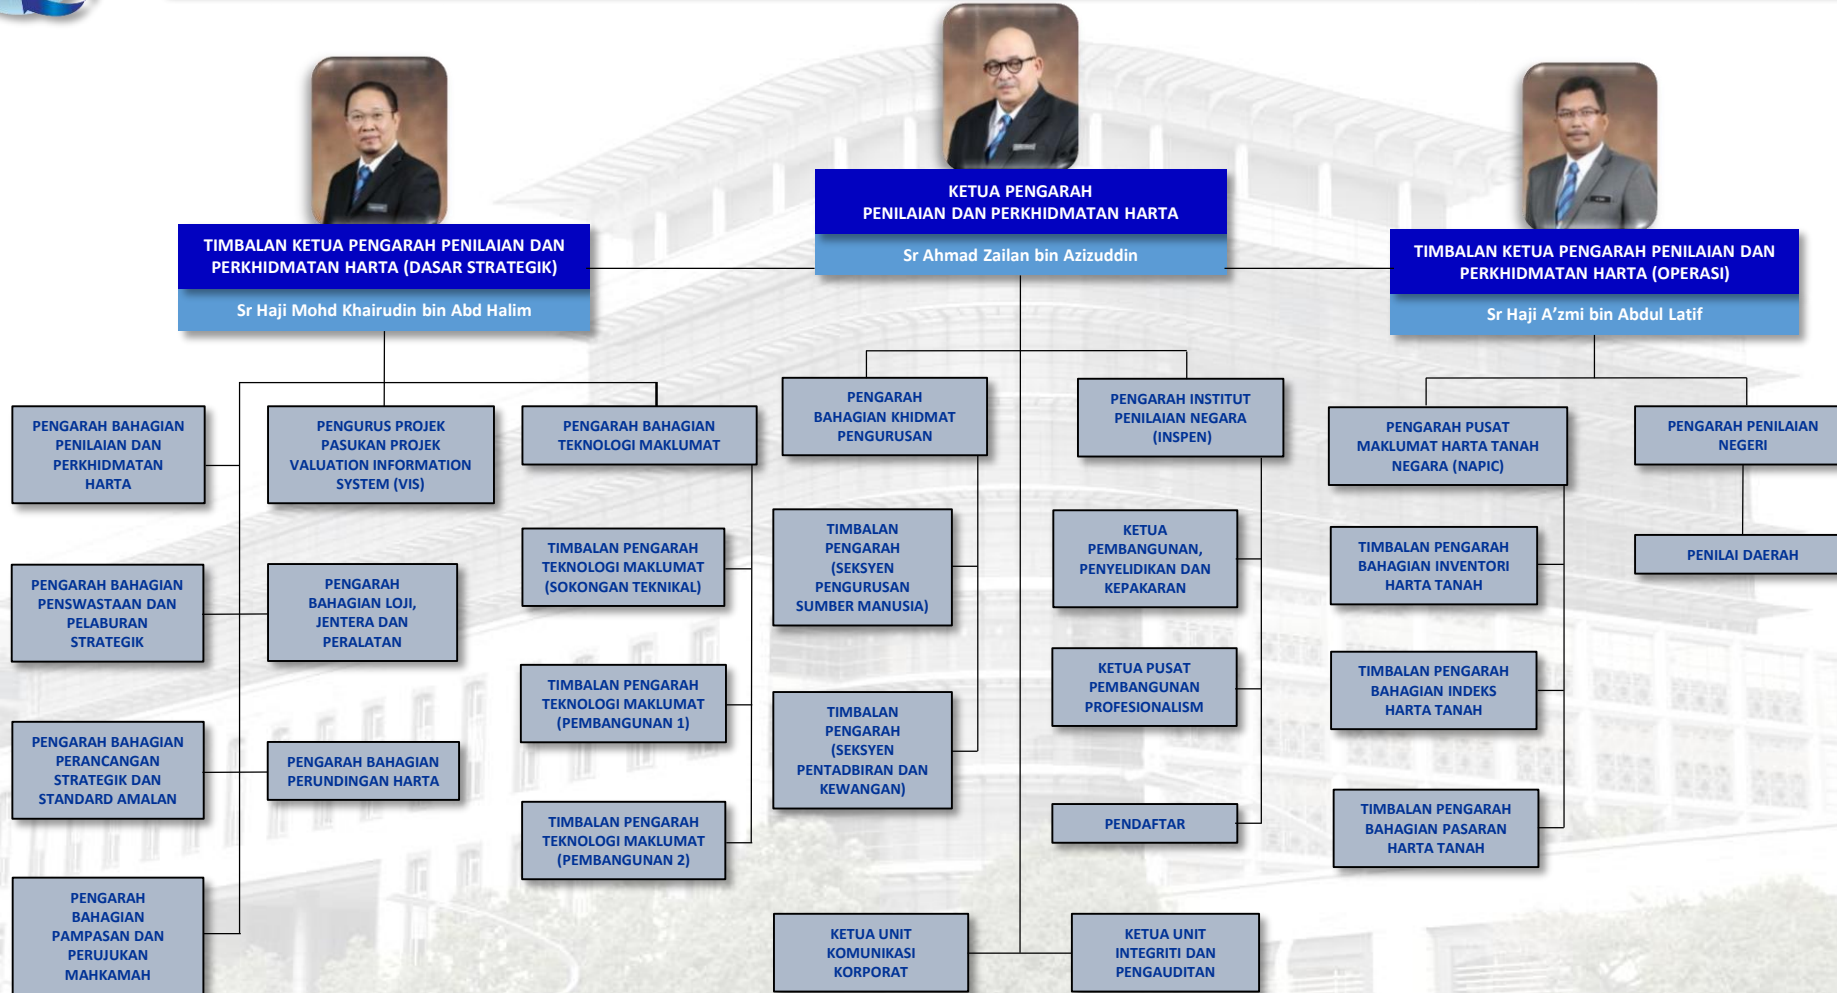 KETUA PENGARAH
PENILAIAN DAN PERKHIDMATAN HARTA
Sr Ahmad Zailan bin Azizuddin
TIMBALAN KETUA PENGARAH PENILAIAN DAN
PERKHIDMATAN HARTA (DASAR STRATEGIK)
Sr Haji Mohd Khairudin bin Abd Halim
TIMBALAN KETUA PENGARAH PENILAIAN DAN
PERKHIDMATAN HARTA (OPERASI)
Sr Haji A’zmi bin Abdul Latif
PENGARAH BAHAGIAN
PENILAIAN DAN
PERKHIDMATAN
HARTA
PENGURUS PROJEK
PASUKAN PROJEK
VALUATION INFORMATION
SYSTEM (VIS)
PENGARAH BAHAGIAN
TEKNOLOGI MAKLUMAT
PENGARAH BAHAGIAN
PENSWASTAAN DAN
PELABURAN
STRATEGIK
PENGARAH
BAHAGIAN LOJI,
JENTERA DAN
PERALATAN
PENGARAH BAHAGIAN
PERANCANGAN
STRATEGIK DAN
STANDARD AMALAN
PENGARAH BAHAGIAN
PERUNDINGAN HARTA
PENGARAH
BAHAGIAN
PAMPASAN DAN
PERUJUKAN
MAHKAMAH
TIMBALAN PENGARAH
TEKNOLOGI MAKLUMAT
(SOKONGAN TEKNIKAL)
TIMBALAN PENGARAH
TEKNOLOGI MAKLUMAT
(PEMBANGUNAN 1)
TIMBALAN PENGARAH
TEKNOLOGI MAKLUMAT
(PEMBANGUNAN 2)
PENGARAH
BAHAGIAN KHIDMAT
PENGURUSAN
TIMBALAN
PENGARAH
(SEKSYEN
PENGURUSAN
SUMBER MANUSIA)
TIMBALAN
PENGARAH
(SEKSYEN
PENTADBIRAN DAN
KEWANGAN)
PENGARAH INSTITUT
PENILAIAN NEGARA
(INSPEN)
KETUA
PEMBANGUNAN,
PENYELIDIKAN DAN
KEPAKARAN
KETUA PUSAT
PEMBANGUNAN
PROFESIONALISM
PENDAFTAR
KETUA UNIT
KOMUNIKASI
KORPORAT
KETUA UNIT
INTEGRITI DAN
PENGAUDITAN
PENGARAH PUSAT
MAKLUMAT HARTA TANAH
NEGARA (NAPIC)
TIMBALAN PENGARAH
BAHAGIAN INVENTORI
HARTA TANAH
TIMBALAN PENGARAH
BAHAGIAN INDEKS
HARTA TANAH
TIMBALAN PENGARAH
BAHAGIAN PASARAN
HARTA TANAH
PENGARAH PENILAIAN
NEGERI
PENILAI DAERAH